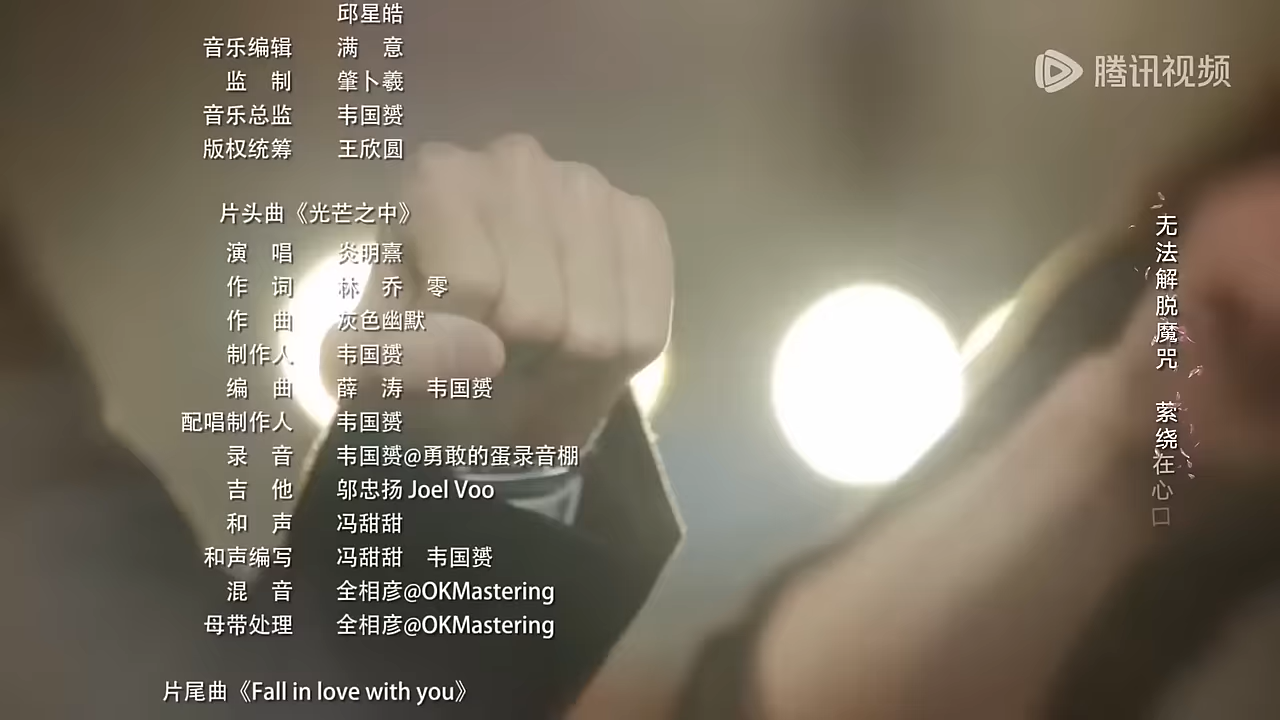 邱星皓
音乐编辑 满 意
监 制 肇卜羲
音乐总监 韦国赟
版权统筹 王欣圆
片头曲《光芒之中》
演 唱 炎明熹
作 词 林 乔 零
作 曲 灰色幽默
制作人 韦国赟
编 曲 薛 涛 韦国赟
配唱制作人 韦国赟
录 音 韦国赟@勇敢的蛋录音棚
吉 他 邬忠扬 Joel Voo
和 声 冯甜甜
和声编写 冯甜甜 韦国赟
混 音 全相彦@OKMastering
母带处理 全相彦@OKMastering
片尾曲《Fall in love with you》
腾讯视频
无法解脱魔咒 萦绕在心口